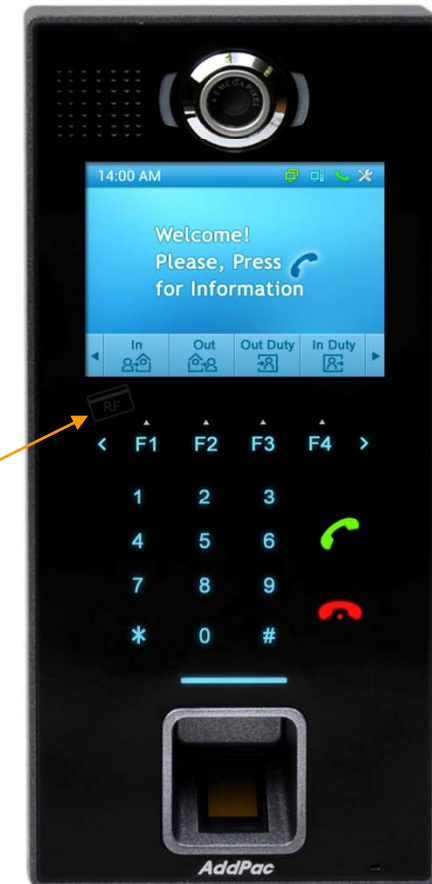 14:00 AM
Welcome!
Please, Press
for Information
In Out Out Duty In Duty
RF
< F1 F2 F3 F4 >
1 2 3
4 5 6
7 8 9
* 0 #
AddPac